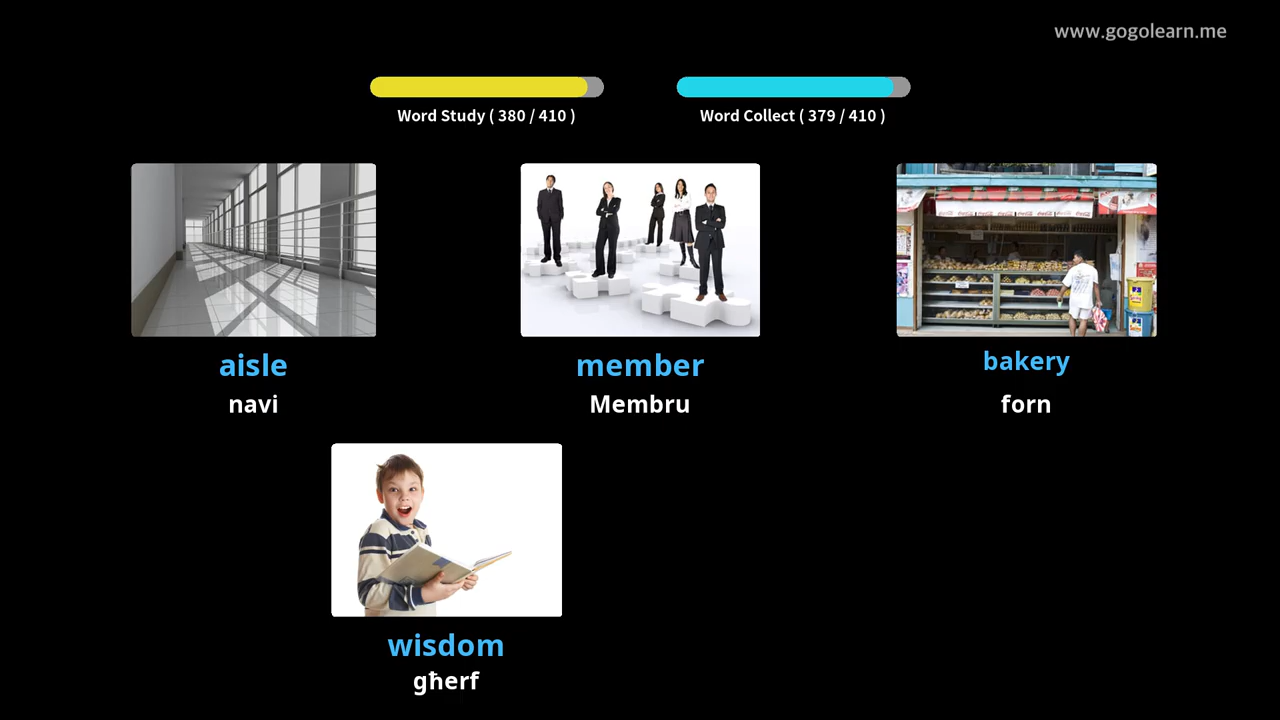 www.gogolearn.me
Word Study ( 380 / 410 )
Word Collect ( 379 / 410 )
aisle
navi
member
Membru
bakery
forn
wisdom
għerf